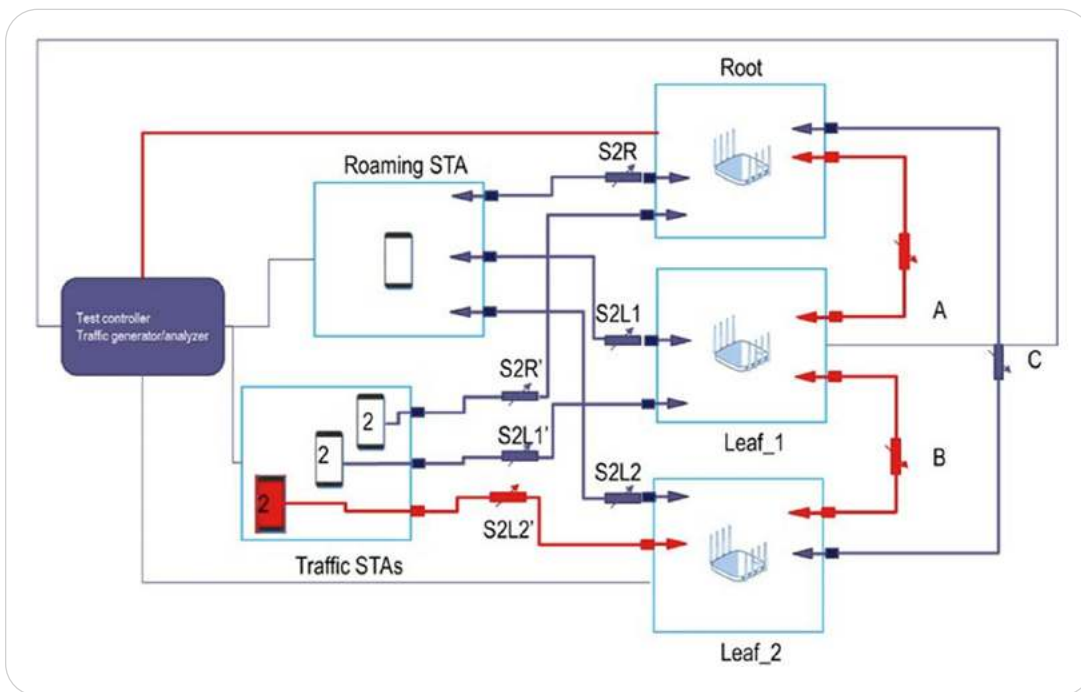 Root
S2R
Roaming STA
Test controller
Traffic generator/analyzer
S2L1
A
C
S2R’
2
Leaf_1
S2L1’
2
B
S2L2
2
S2L2’
Traffic STAs
Leaf_2